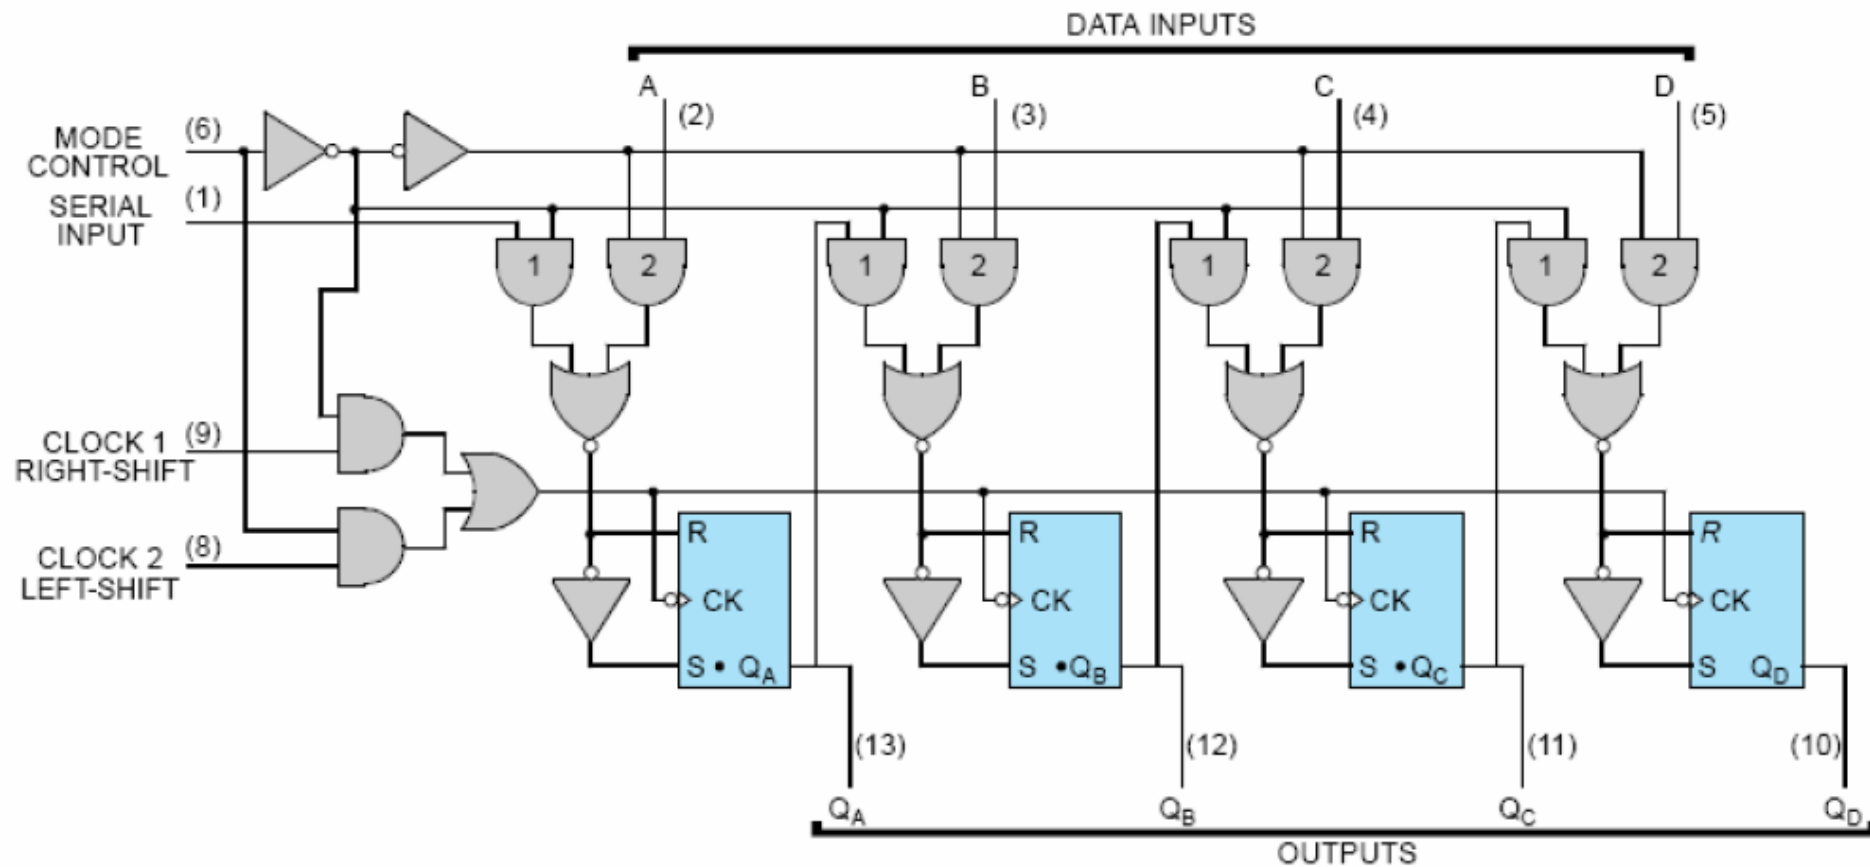 DATA INPUTS
A
(2)
B
(3)
C
(4)
D
(5)
MODE
CONTROL
(6)
SERIAL
INPUT
(1)
1
2
1
2
1
2
1
2
CLOCK 1
RIGHT-SHIFT
(9)
CLOCK 2
LEFT-SHIFT
(8)
R
CK
S • QA
R
CK
S •QB
R
CK
S •QC
R
CK
S QD
(13)
(12)
(11)
(10)
QA
QB
QC
QD
OUTPUTS